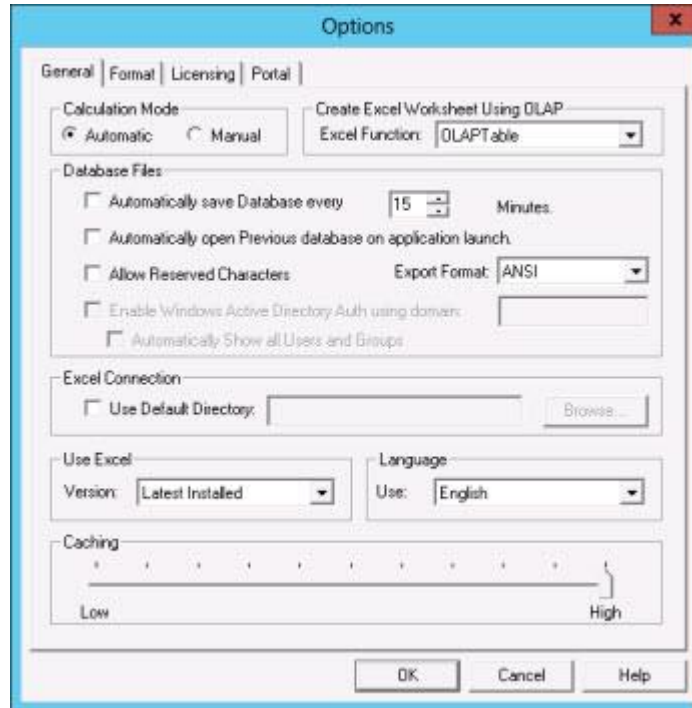 Options
General Format Licensing Portal
Calculation Mode
Automatic Manual
Create Excel Worksheet Using OLAP
Excel Function: OLAPTable
Database Files
Automatically save Database every 15 Minutes.
Automatically open Previous database on application launch.
Allow Reserved Characters Export Format: ANSI
Enable Windows Active Directory Auth using domain:
Automatically Show all Users and Groups
Excel Connection
Use Default Directory: Browse...
Use Excel
Version: Latest Installed
Language
Use: English
Caching
Low High
OK Cancel Help